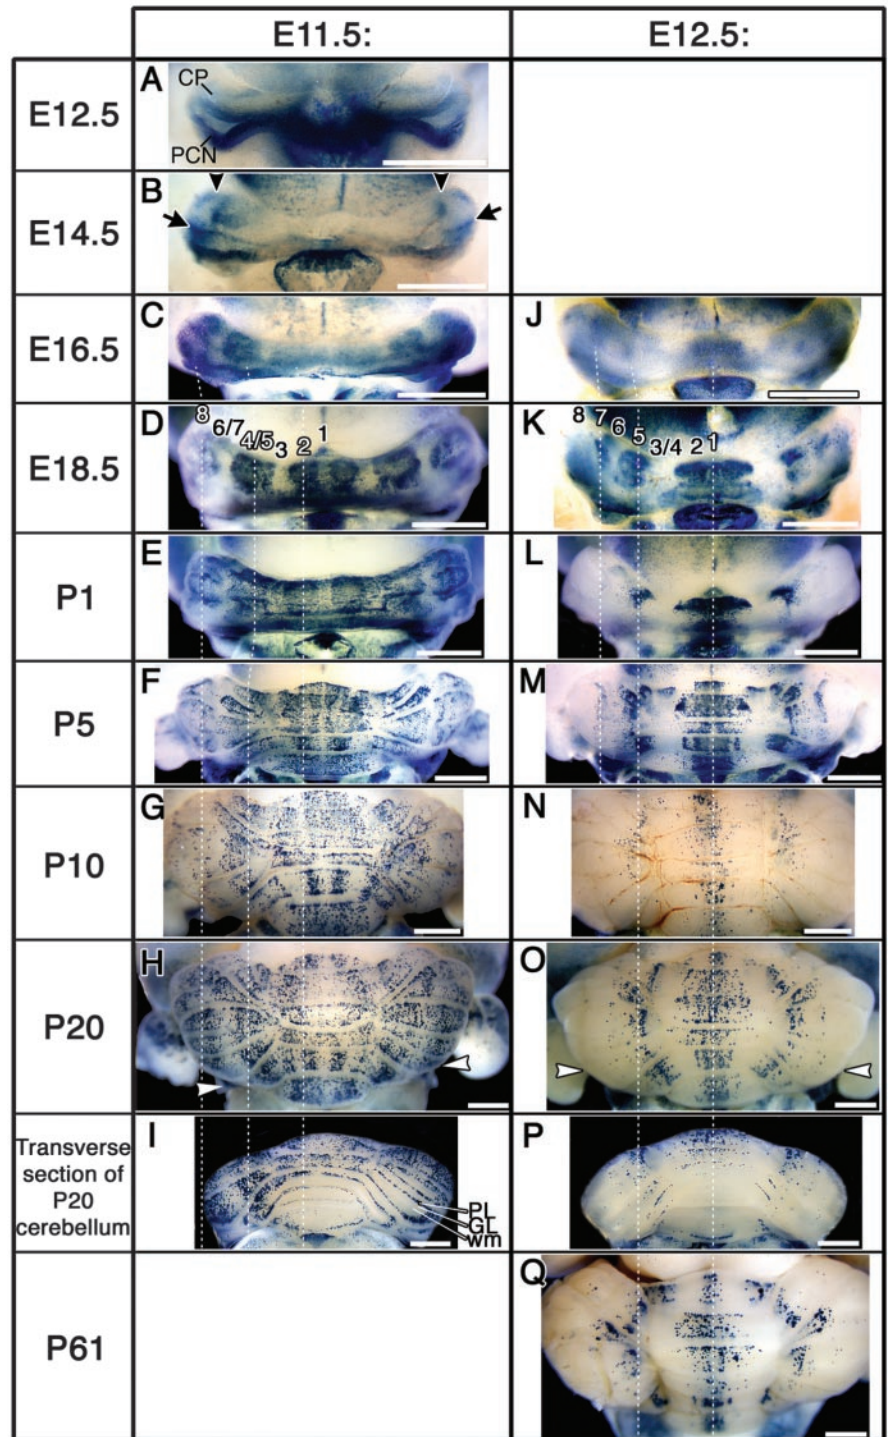 E11.5: E12.5:
E12.5 A CP PCN
E14.5 B
E16.5 C J
E18.5 D 8 6/7 4/5 3 2 1 K 8 7 6 5 3/4 2 1
P1 E L
P5 F M
P10 G N
P20 H O
Transverse
section of
P20
cerebellum
I PL GL wm P
P61 Q